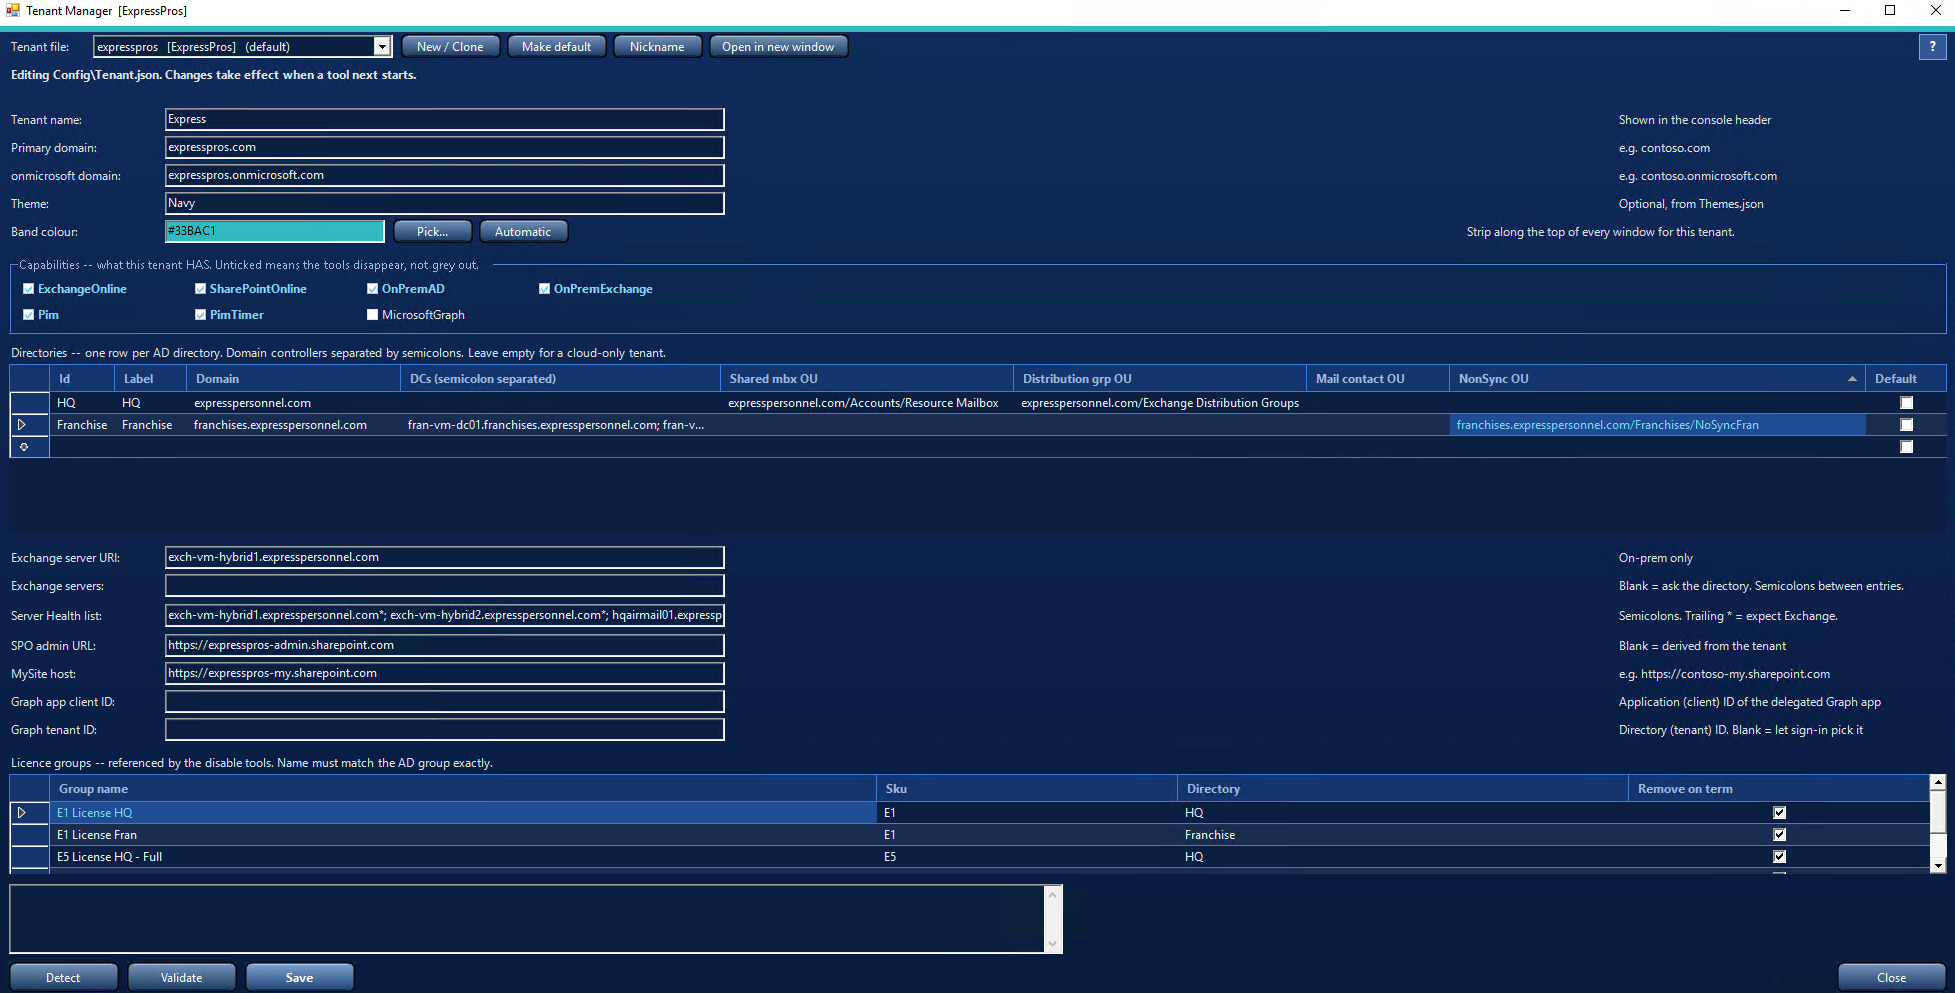 Tenant Manager [ExpressPros]
Tenant file: expresspros [ExpressPros] (default) New / Clone Make default Nickname Open in new window ?
Editing Config\Tenant.json. Changes take effect when a tool next starts.
Tenant name: Express Shown in the console header
Primary domain: expresspros.com e.g. contoso.com
onmicrosoft domain: expresspros.onmicrosoft.com e.g. contoso.onmicrosoft.com
Theme: Navy Optional, from Themes.json
Band colour: #33BAC1 Pick... Automatic Strip along the top of every window for this tenant.
Capabilities -- what this tenant HAS. Unticked means the tools disappear, not grey out.
ExchangeOnline SharePointOnline OnPremAD OnPremExchange
Pim PimTimer MicrosoftGraph
Directories -- one row per AD directory. Domain controllers separated by semicolons. Leave empty for a cloud-only tenant.
Id Label Domain DCs (semicolon separated) Shared mbx OU Distribution grp OU Mail contact OU NonSync OU Default
HQ HQ expresspersonnel.com expresspersonnel.com/Accounts/Resource Mailbox expresspersonnel.com/Exchange Distribution Groups
Franchise Franchise franchises.expresspersonnel.com fran-vm-dc01.franchises.expresspersonnel.com; fran-v... franchises.expresspersonnel.com/Franchises/NoSyncFran
Exchange server URI: exch-vm-hybrid1.expresspersonnel.com On-prem only
Exchange servers: Blank = ask the directory. Semicolons between entries.
Server Health list: exch-vm-hybrid1.expresspersonnel.com*; exch-vm-hybrid2.expresspersonnel.com*; hqairmail01.expressp Semicolons. Trailing * = expect Exchange.
SPO admin URL: https://expresspros-admin.sharepoint.com Blank = derived from the tenant
MySite host: https://expresspros-my.sharepoint.com e.g. https://contoso-my.sharepoint.com
Graph app client ID: Application (client) ID of the delegated Graph app
Graph tenant ID: Directory (tenant) ID. Blank = let sign-in pick it
Licence groups -- referenced by the disable tools. Name must match the AD group exactly.
Group name Sku Directory Remove on term
E1 License HQ E1 HQ
E1 License Fran E1 Franchise
E5 License HQ - Full E5 HQ
Detect Validate Save Close